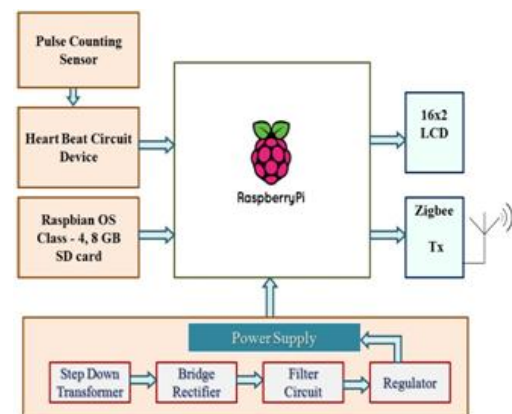 Pulse Counting
Sensor
Heart Beat Circuit
Device
Raspbian OS
Class - 4, 8 GB
SD card
RaspberryPi
16x2
LCD
Zigbee
Tx
Power Supply
Step Down
Transformer
Bridge
Rectifier
Filter
Circuit
Regulator